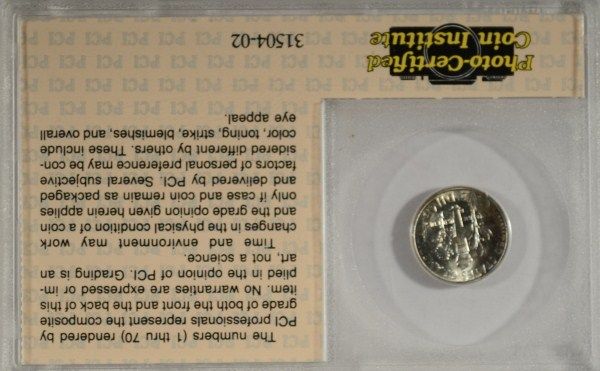 Photo-Certified
Coin Institute
31504-02
The numbers (1 thru 70) rendered by
PCI professionals represent the composite
grade of both the front and the back of this
item. No warranties are expressed or im-
plied in the opinion of PCI. Grading is an
art, not a science.
Time and environment may work
changes in the physical condition of a coin
and the grade opinion given herein applies
only if case and coin remain as packaged
and delivered by PCI. Several subjective
factors of personal preference may be con-
sidered different by others. These include
color, toning, strike, blemishes, and overall
eye appeal.